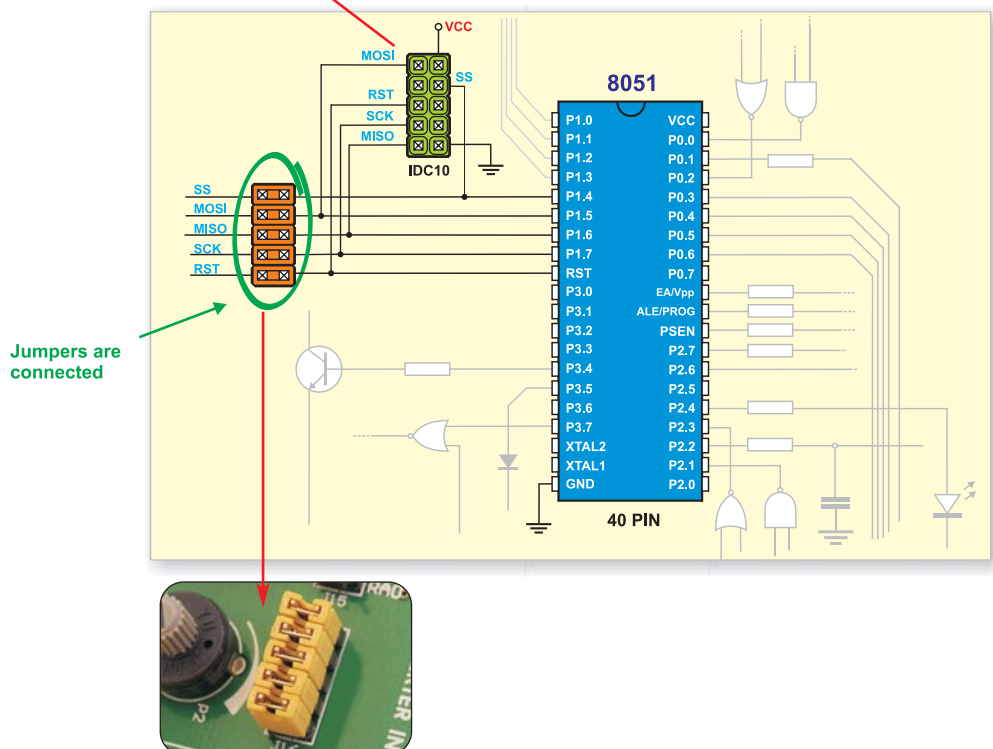 VCC
MOSI
SS
RST
SCK
MISO
IDC10
8051
P1.0 VCC
P1.1 P0.0
P1.2 P0.1
P1.3 P0.2
P1.4 P0.3
P1.5 P0.4
P1.6 P0.5
P1.7 P0.6
RST P0.7
P3.0 EA/Vpp
P3.1 ALE/PROG
P3.2 PSEN
P3.3 P2.7
P3.4 P2.6
P3.5 P2.5
P3.6 P2.4
P3.7 P2.3
XTAL2 P2.2
XTAL1 P2.1
GND P2.0
40 PIN
SS
MOSI
MISO
SCK
RST
Jumpers are
connected
U5
P2